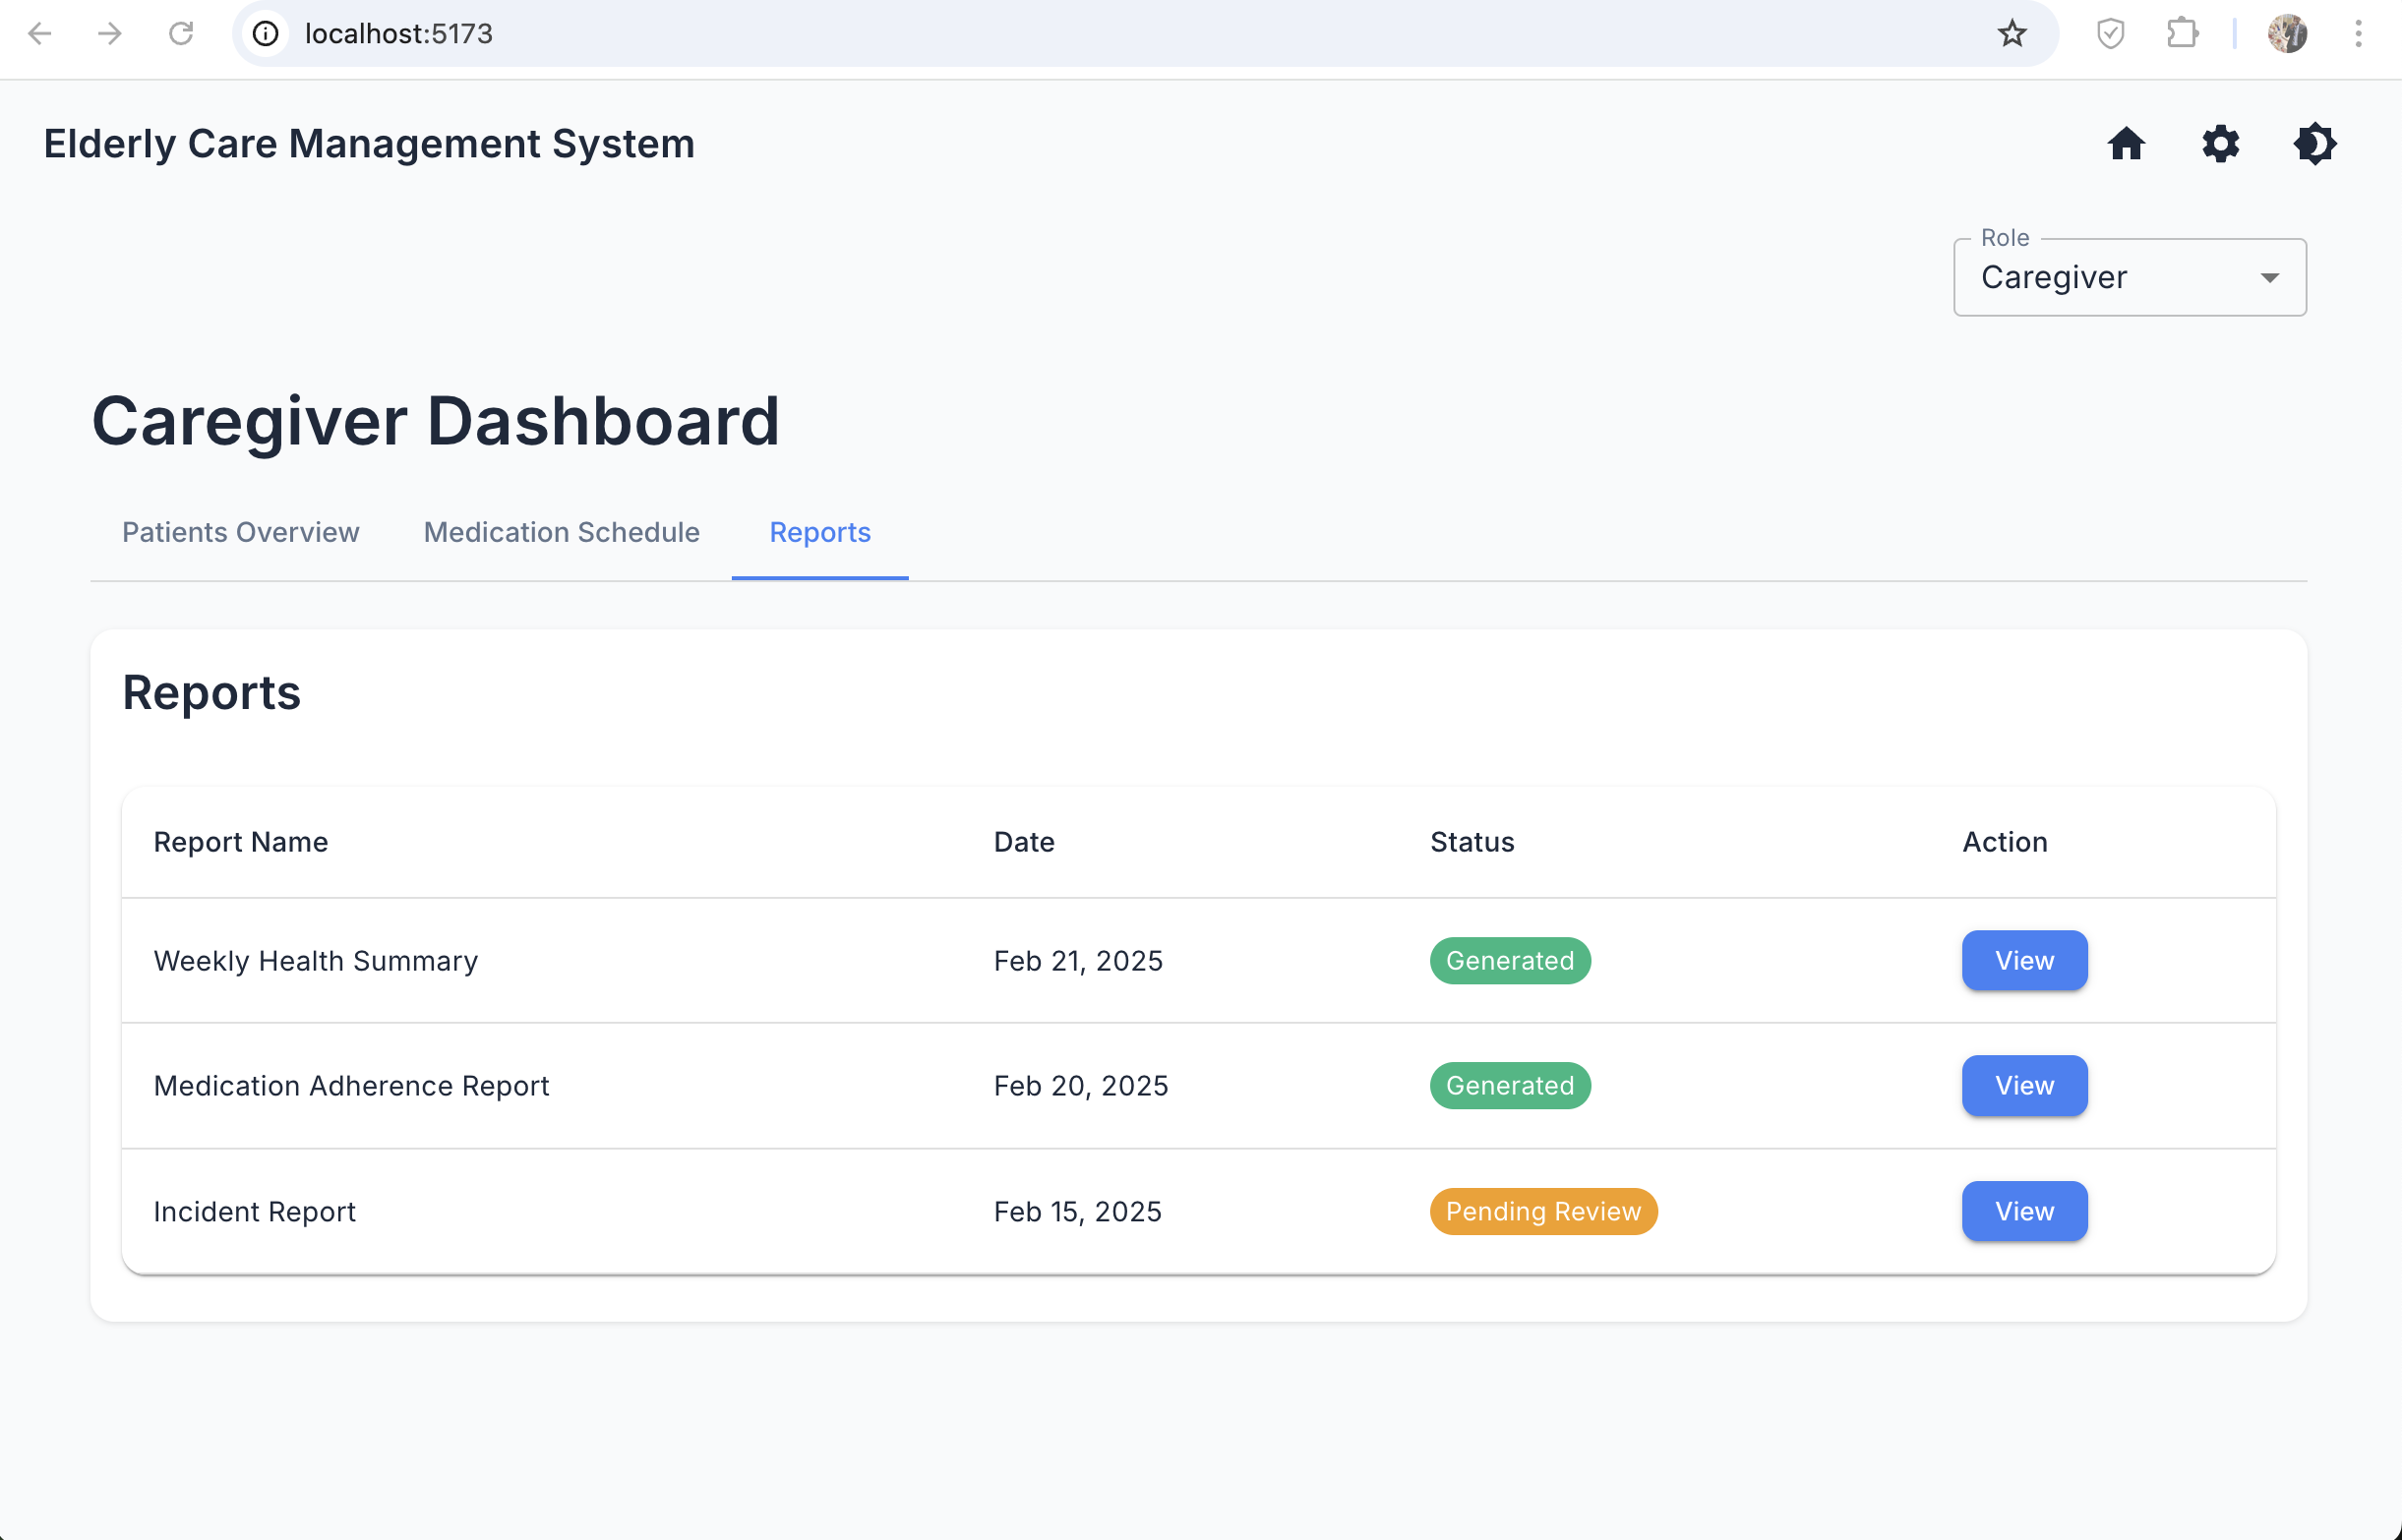 localhost:5173
Elderly Care Management System
Role
Caregiver
Caregiver Dashboard
Patients Overview Medication Schedule Reports
Reports
Report Name Date Status Action
Weekly Health Summary Feb 21, 2025 Generated View
Medication Adherence Report Feb 20, 2025 Generated View
Incident Report Feb 15, 2025 Pending Review View